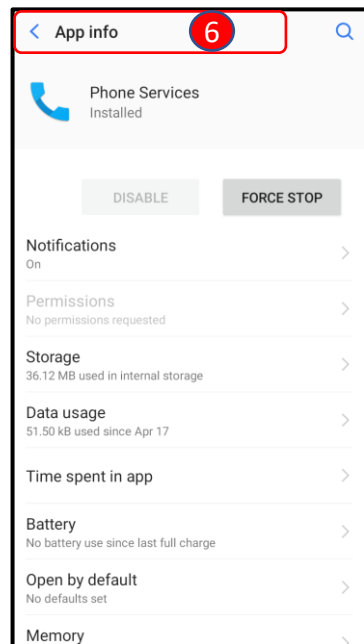 App info
6
Phone Services
Installed
DISABLE
FORCE STOP
Notifications
On
Permissions
No permissions requested
Storage
36.12 MB used in internal storage
Data usage
51.50 kB used since Apr 17
Time spent in app
Battery
No battery use since last full charge
Open by default
No defaults set
Memory